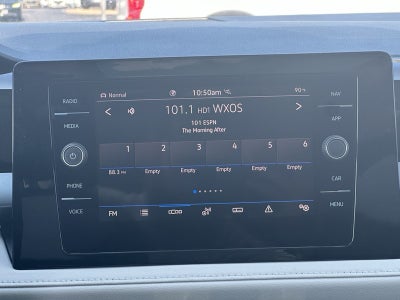 Normal 10:50am 90°F
RADIO
NAV
101.1 HD1 WXOS
MEDIA
APP
101 ESPN
The Morning After
1 2 3 4 5 6
88.3 FM Empty Empty Empty Empty Empty
PHONE
CAR
VOICE
MENU
FM